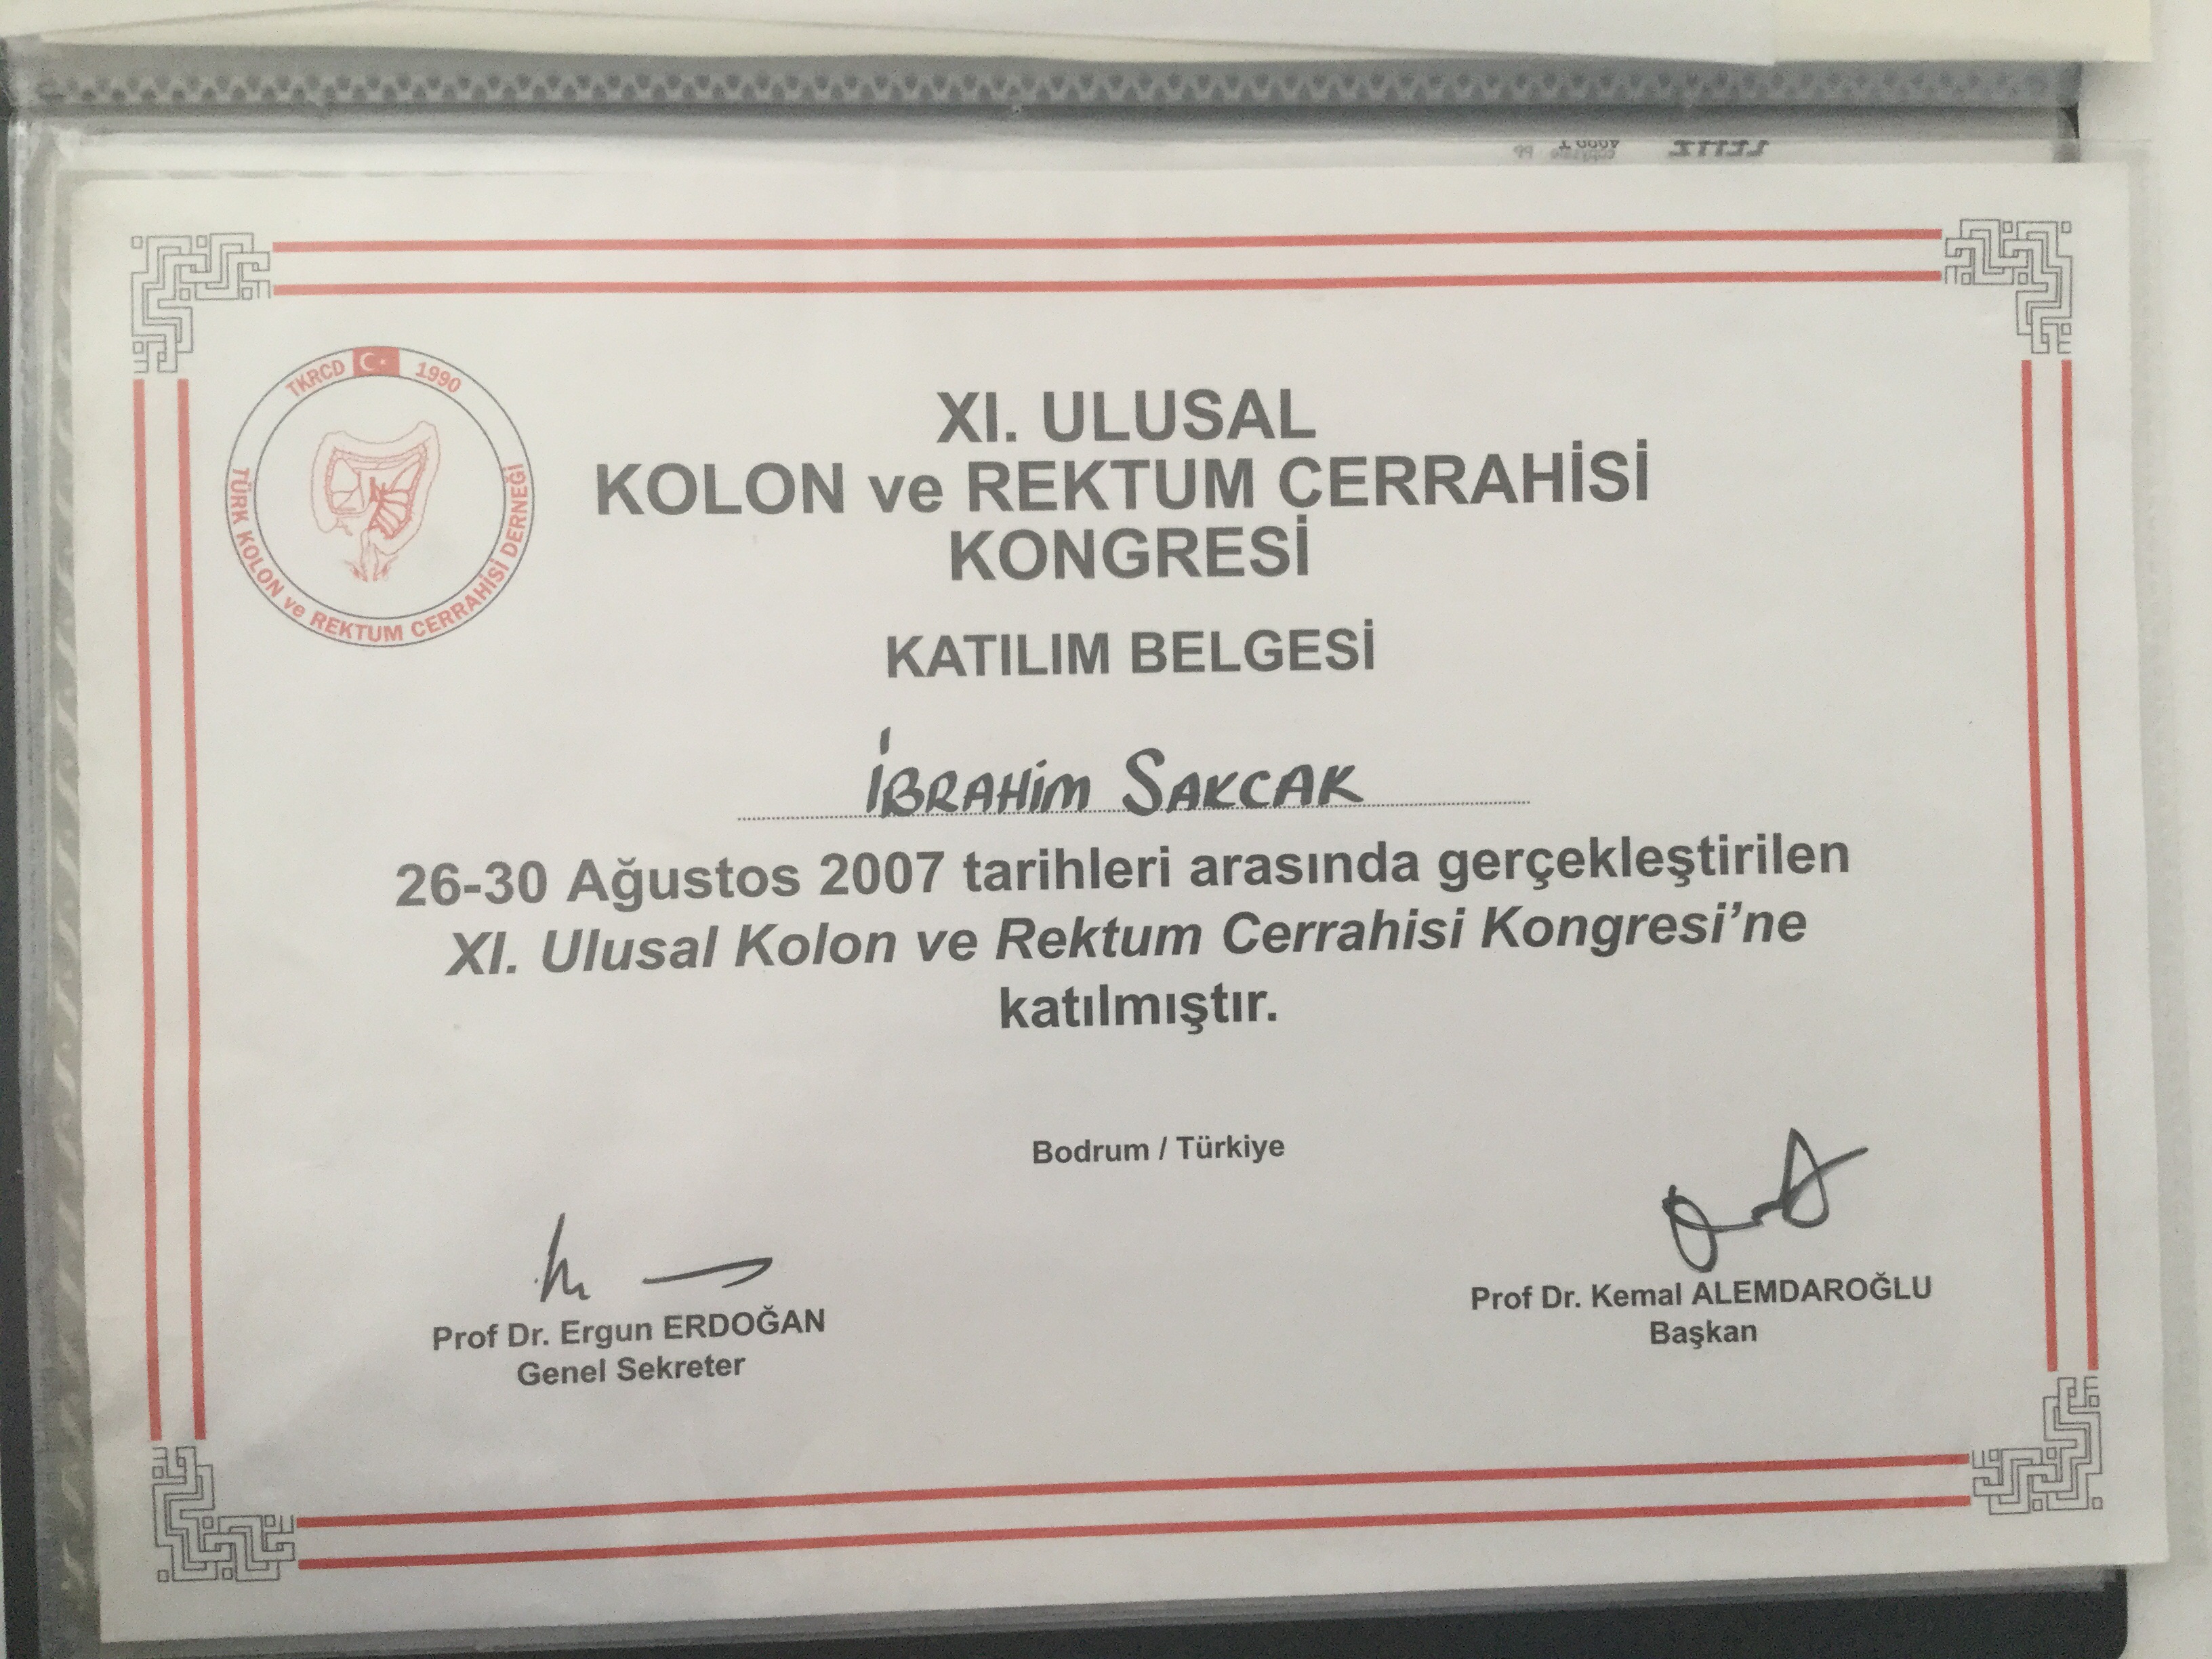 LEITZ
TKRCD 1990
TÜRK KOLON ve REKTUM CERRAHİSİ DERNEĞİ
XI. ULUSAL
KOLON ve REKTUM CERRAHİSİ
KONGRESİ
KATILIM BELGESİ
İBRAHİM SAKCAK
26-30 Ağustos 2007 tarihleri arasında gerçekleştirilen
XI. Ulusal Kolon ve Rektum Cerrahisi Kongresi’ne
katılmıştır.
Bodrum / Türkiye
Prof Dr. Kemal ALEMDAROĞLU
Başkan
Prof Dr. Ergun ERDOĞAN
Genel Sekreter